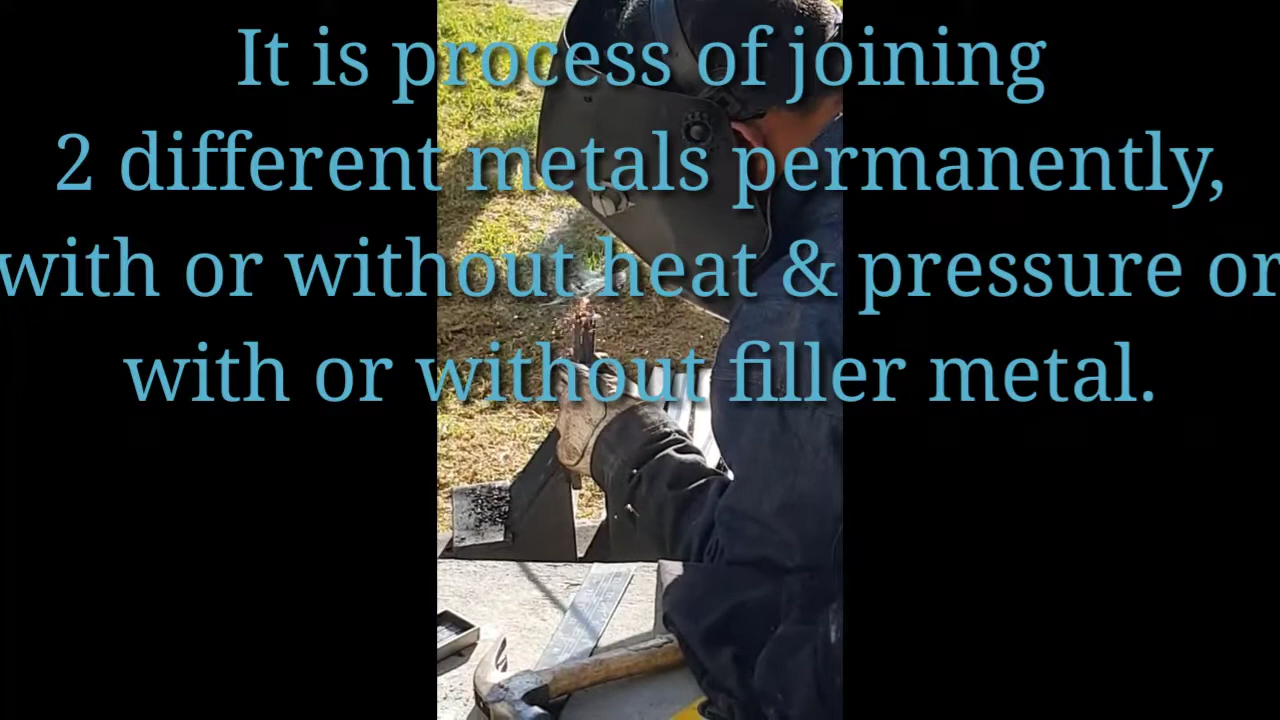 It is process of joining
2 different metals permanently,
with or without heat & pressure or
with or without filler metal.